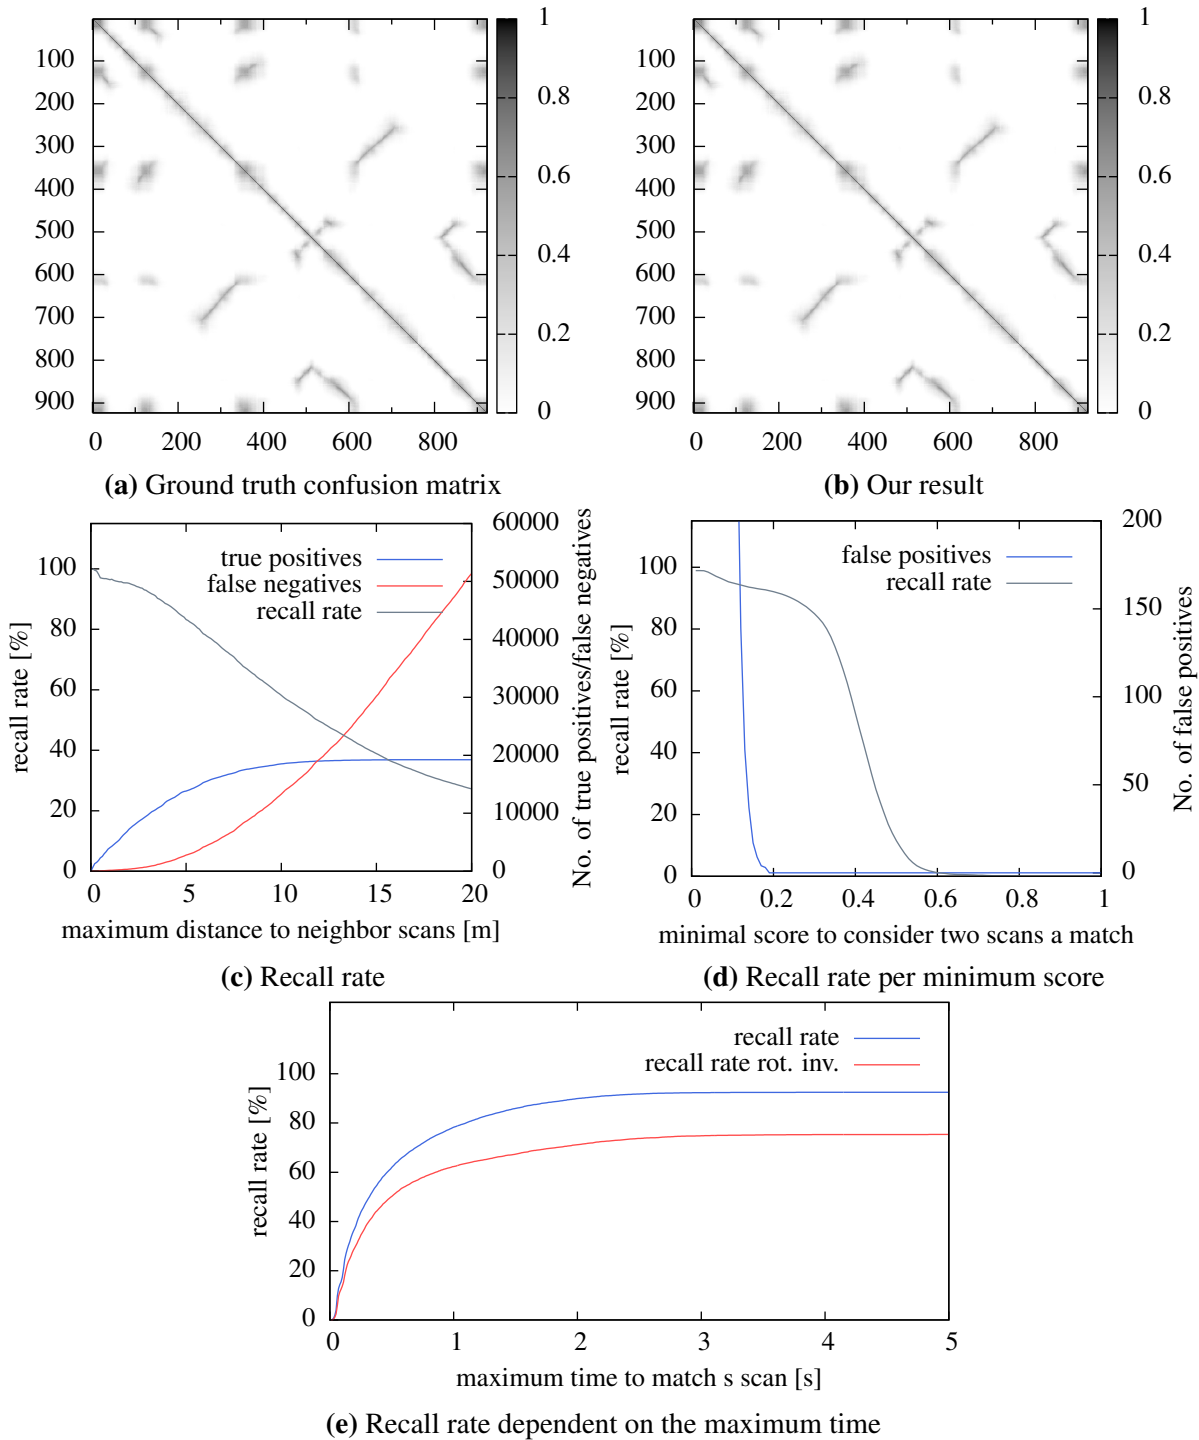 100
200
300
400
500
600
700
800
900
0 200 400 600 800
1
0.8
0.6
0.4
0.2
0
(a) Ground truth confusion matrix
100
200
300
400
500
600
700
800
900
0 200 400 600 800
1
0.8
0.6
0.4
0.2
0
(b) Our result
recall rate [%]
100
80
60
40
20
0
true positives
false negatives
recall rate
60000
50000
40000
30000
20000
10000
0
No. of true positives/false negatives
0 5 10 15 20
maximum distance to neighbor scans [m]
(c) Recall rate
recall rate [%]
100
80
60
40
20
0
false positives
recall rate
200
150
100
50
0
No. of false positives
0 0.2 0.4 0.6 0.8 1
minimal score to consider two scans a match
(d) Recall rate per minimum score
recall rate [%]
100
80
60
40
20
0
recall rate
recall rate rot. inv.
0 1 2 3 4 5
maximum time to match s scan [s]
(e) Recall rate dependent on the maximum time